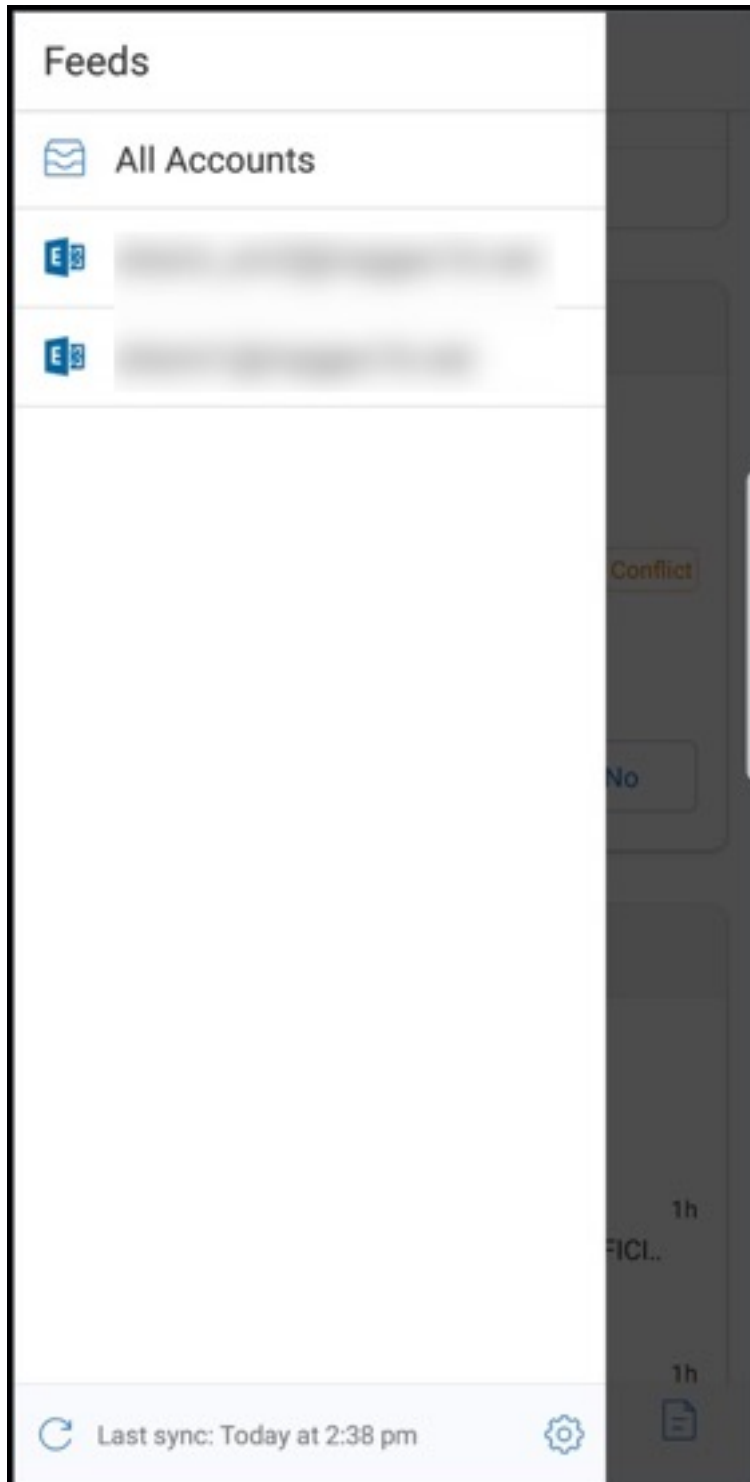 Feeds
All Accounts
E
E
Conflict
No
1h
FICI..
1h
Last sync: Today at 2:38 pm